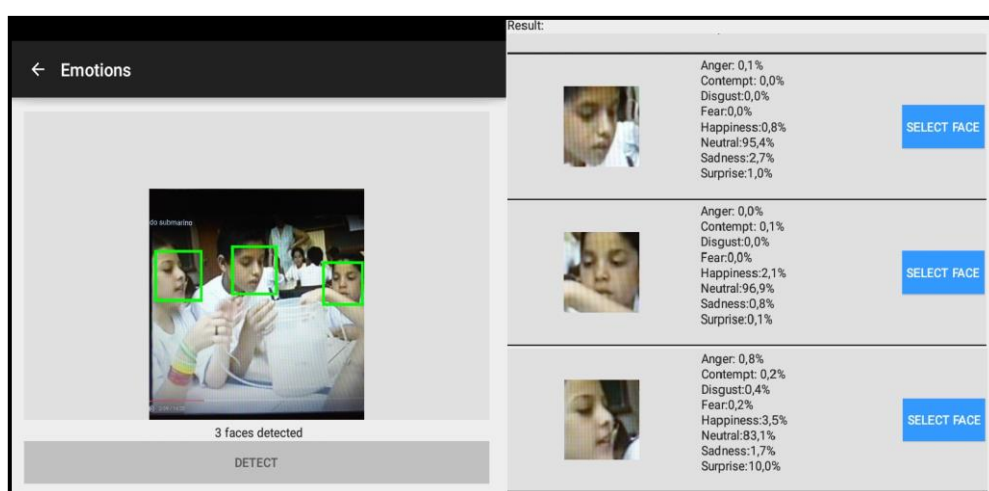 ← Emotions
do submarino
3 faces detected
DETECT
Result:
Anger: 0,1%
Contempt: 0,0%
Disgust:0,0%
Fear:0,0%
Happiness:0,8%
Neutral:95,4%
Sadness:2,7%
Surprise:1,0%
SELECT FACE
Anger: 0,0%
Contempt: 0,1%
Disgust:0,0%
Fear:0,0%
Happiness:2,1%
Neutral:96,9%
Sadness:0,8%
Surprise:0,1%
SELECT FACE
Anger: 0,8%
Contempt: 0,2%
Disgust:0,4%
Fear:0,2%
Happiness:3,5%
Neutral:83,1%
Sadness:1,7%
Surprise:10,0%
SELECT FACE